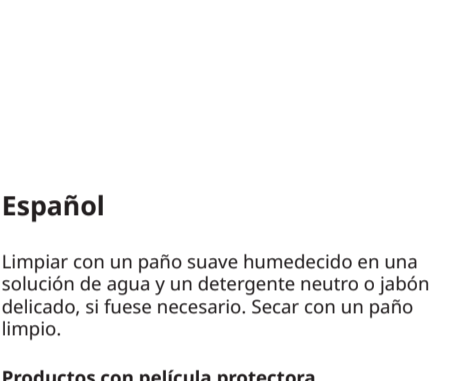 Español
Limpiar con un paño suave humedecido en una
solución de agua y un detergente neutro o jabón
delicado, si fuese necesario. Secar con un paño
limpio.
Productos con película protectora